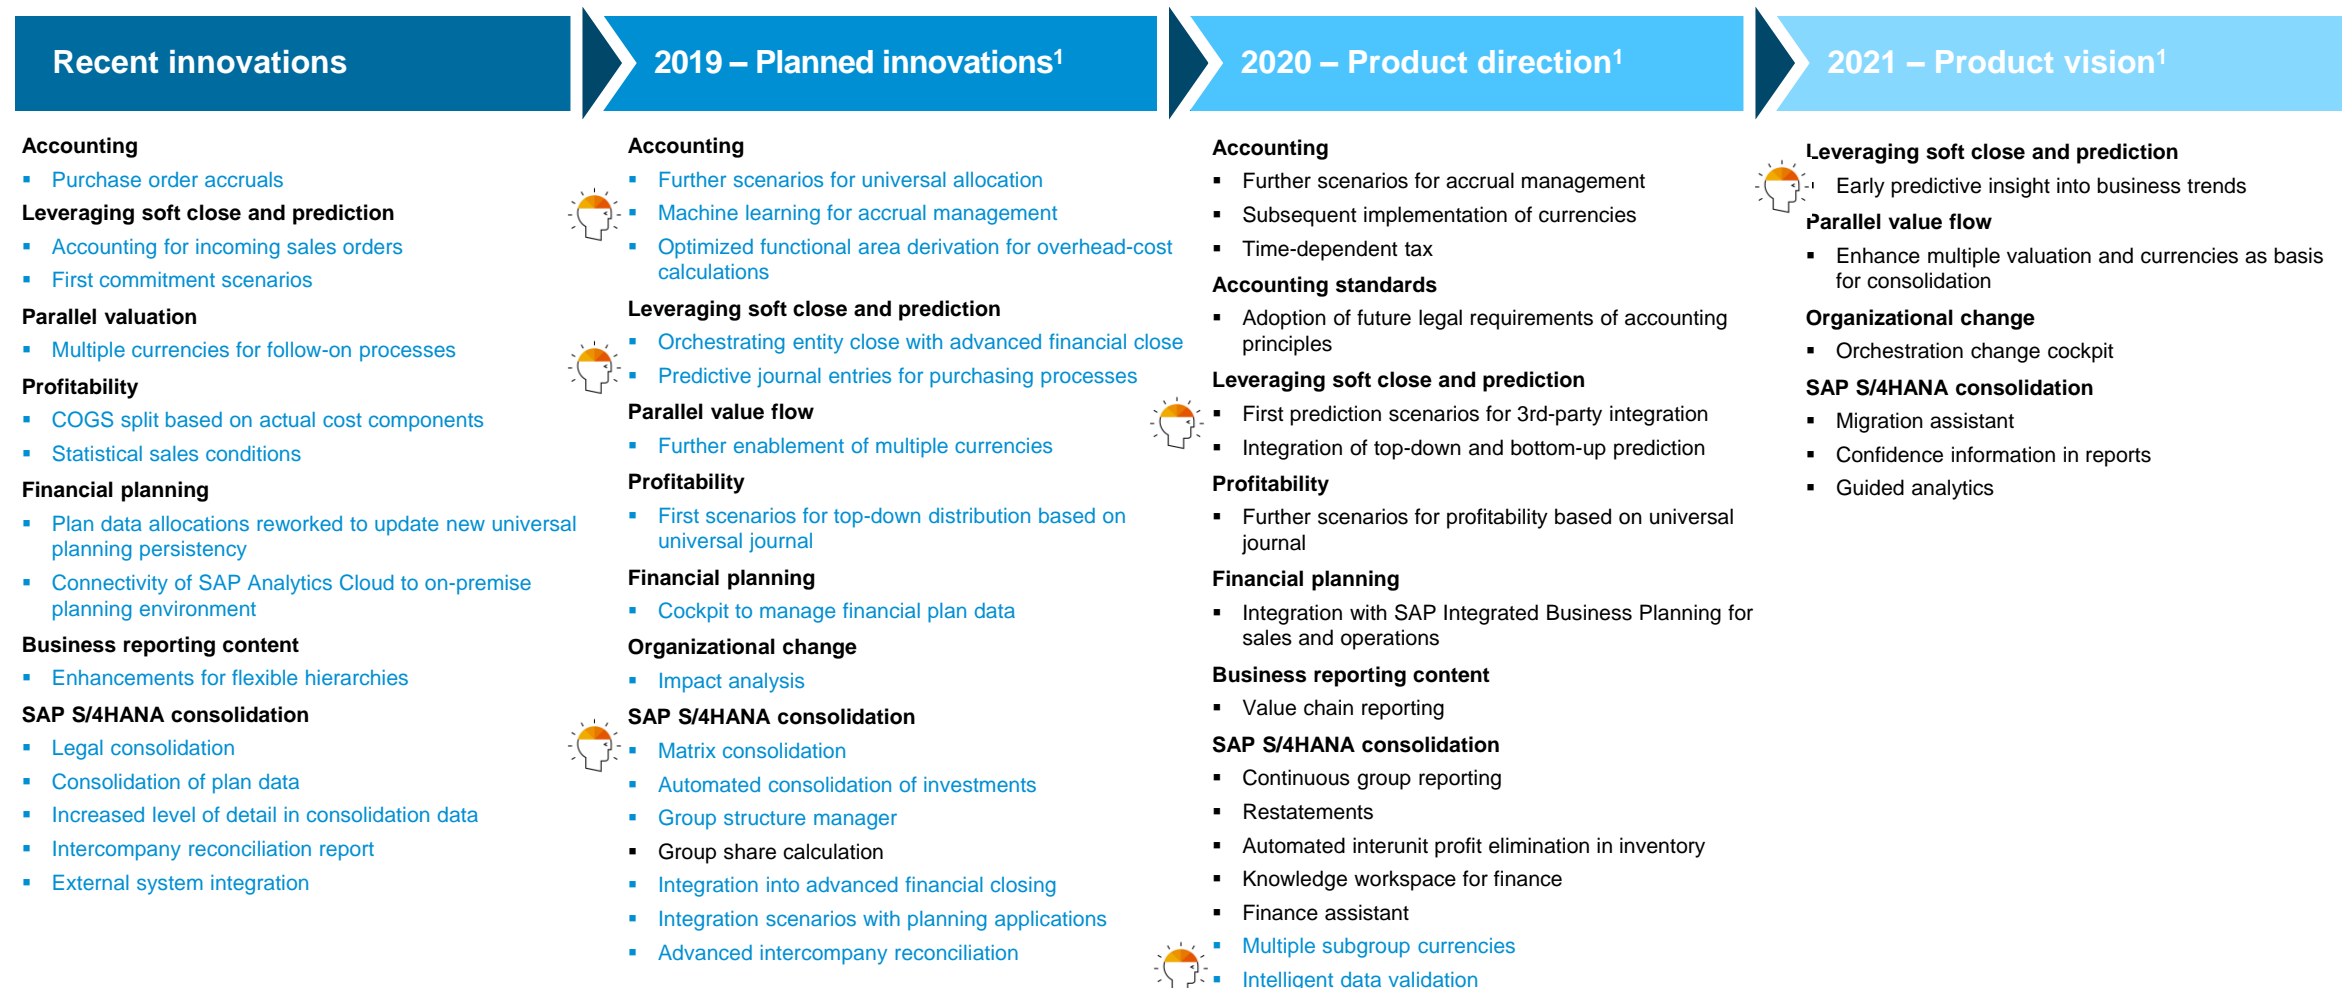 Recent innovations
2019 – Planned innovations¹
2020 – Product direction¹
2021 – Product vision¹
Accounting
▪ Purchase order accruals
Leveraging soft close and prediction
▪ Accounting for incoming sales orders
▪ First commitment scenarios
Parallel valuation
▪ Multiple currencies for follow-on processes
Profitability
▪ COGS split based on actual cost components
▪ Statistical sales conditions
Financial planning
▪ Plan data allocations reworked to update new universal
planning persistency
▪ Connectivity of SAP Analytics Cloud to on-premise
planning environment
Business reporting content
▪ Enhancements for flexible hierarchies
SAP S/4HANA consolidation
▪ Legal consolidation
▪ Consolidation of plan data
▪ Increased level of detail in consolidation data
▪ Intercompany reconciliation report
▪ External system integration
Accounting
▪ Further scenarios for universal allocation
▪ Machine learning for accrual management
▪ Optimized functional area derivation for overhead-cost
calculations
Leveraging soft close and prediction
▪ Orchestrating entity close with advanced financial close
▪ Predictive journal entries for purchasing processes
Parallel value flow
▪ Further enablement of multiple currencies
Profitability
▪ First scenarios for top-down distribution based on
universal journal
Financial planning
▪ Cockpit to manage financial plan data
Organizational change
▪ Impact analysis
SAP S/4HANA consolidation
▪ Matrix consolidation
▪ Automated consolidation of investments
▪ Group structure manager
▪ Group share calculation
▪ Integration into advanced financial closing
▪ Integration scenarios with planning applications
▪ Advanced intercompany reconciliation
Accounting
▪ Further scenarios for accrual management
▪ Subsequent implementation of currencies
▪ Time-dependent tax
Accounting standards
▪ Adoption of future legal requirements of accounting
principles
Leveraging soft close and prediction
▪ First prediction scenarios for 3rd-party integration
▪ Integration of top-down and bottom-up prediction
Profitability
▪ Further scenarios for profitability based on universal
journal
Financial planning
▪ Integration with SAP Integrated Business Planning for
sales and operations
Business reporting content
▪ Value chain reporting
SAP S/4HANA consolidation
▪ Continuous group reporting
▪ Restatements
▪ Automated interunit profit elimination in inventory
▪ Knowledge workspace for finance
▪ Finance assistant
▪ Multiple subgroup currencies
▪ Intelligent data validation
Leveraging soft close and prediction
Early predictive insight into business trends
Parallel value flow
▪ Enhance multiple valuation and currencies as basis
for consolidation
Organizational change
▪ Orchestration change cockpit
SAP S/4HANA consolidation
▪ Migration assistant
▪ Confidence information in reports
▪ Guided analytics